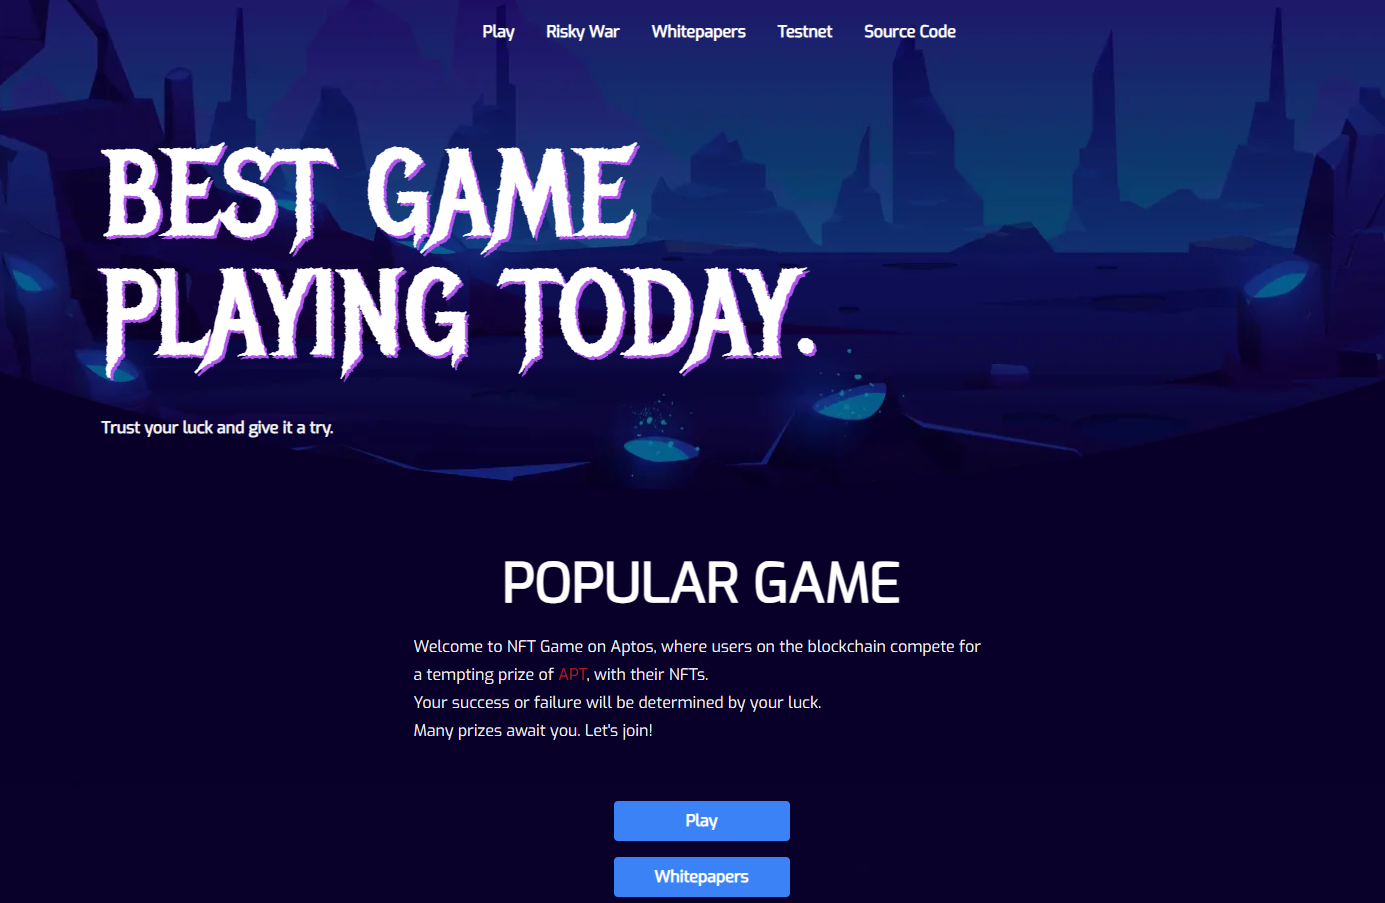 Play Risky War Whitepapers Testnet Source Code
BEST GAME
PLAYING TODAY.
Trust your luck and give it a try.
POPULAR GAME
Welcome to NFT Game on Aptos, where users on the blockchain compete for
a tempting prize of APT, with their NFTs.
Your success or failure will be determined by your luck.
Many prizes await you. Let's join!
Play
Whitepapers